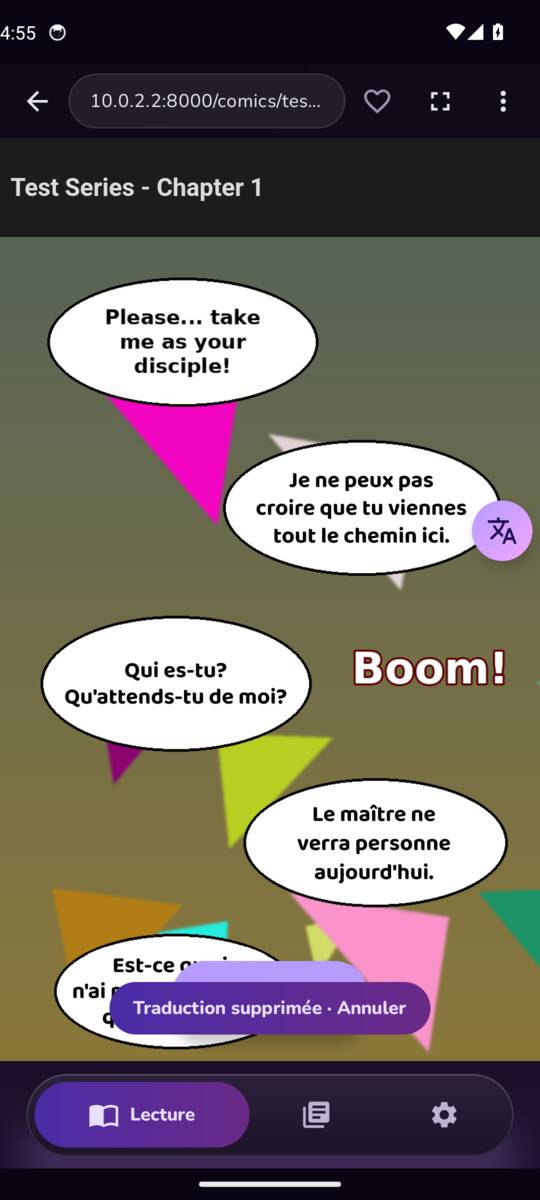 4:55
10.0.2.2:8000/comics/tes...
Test Series - Chapter 1
Please... take
me as your
disciple!
Je ne peux pas
croire que tu viennes
tout le chemin ici.
Qui es-tu?
Qu'attends-tu de moi?
Boom!
Le maître ne
verra personne
aujourd'hui.
Est-ce
n'ai
Traduction supprimée · Annuler
Lecture